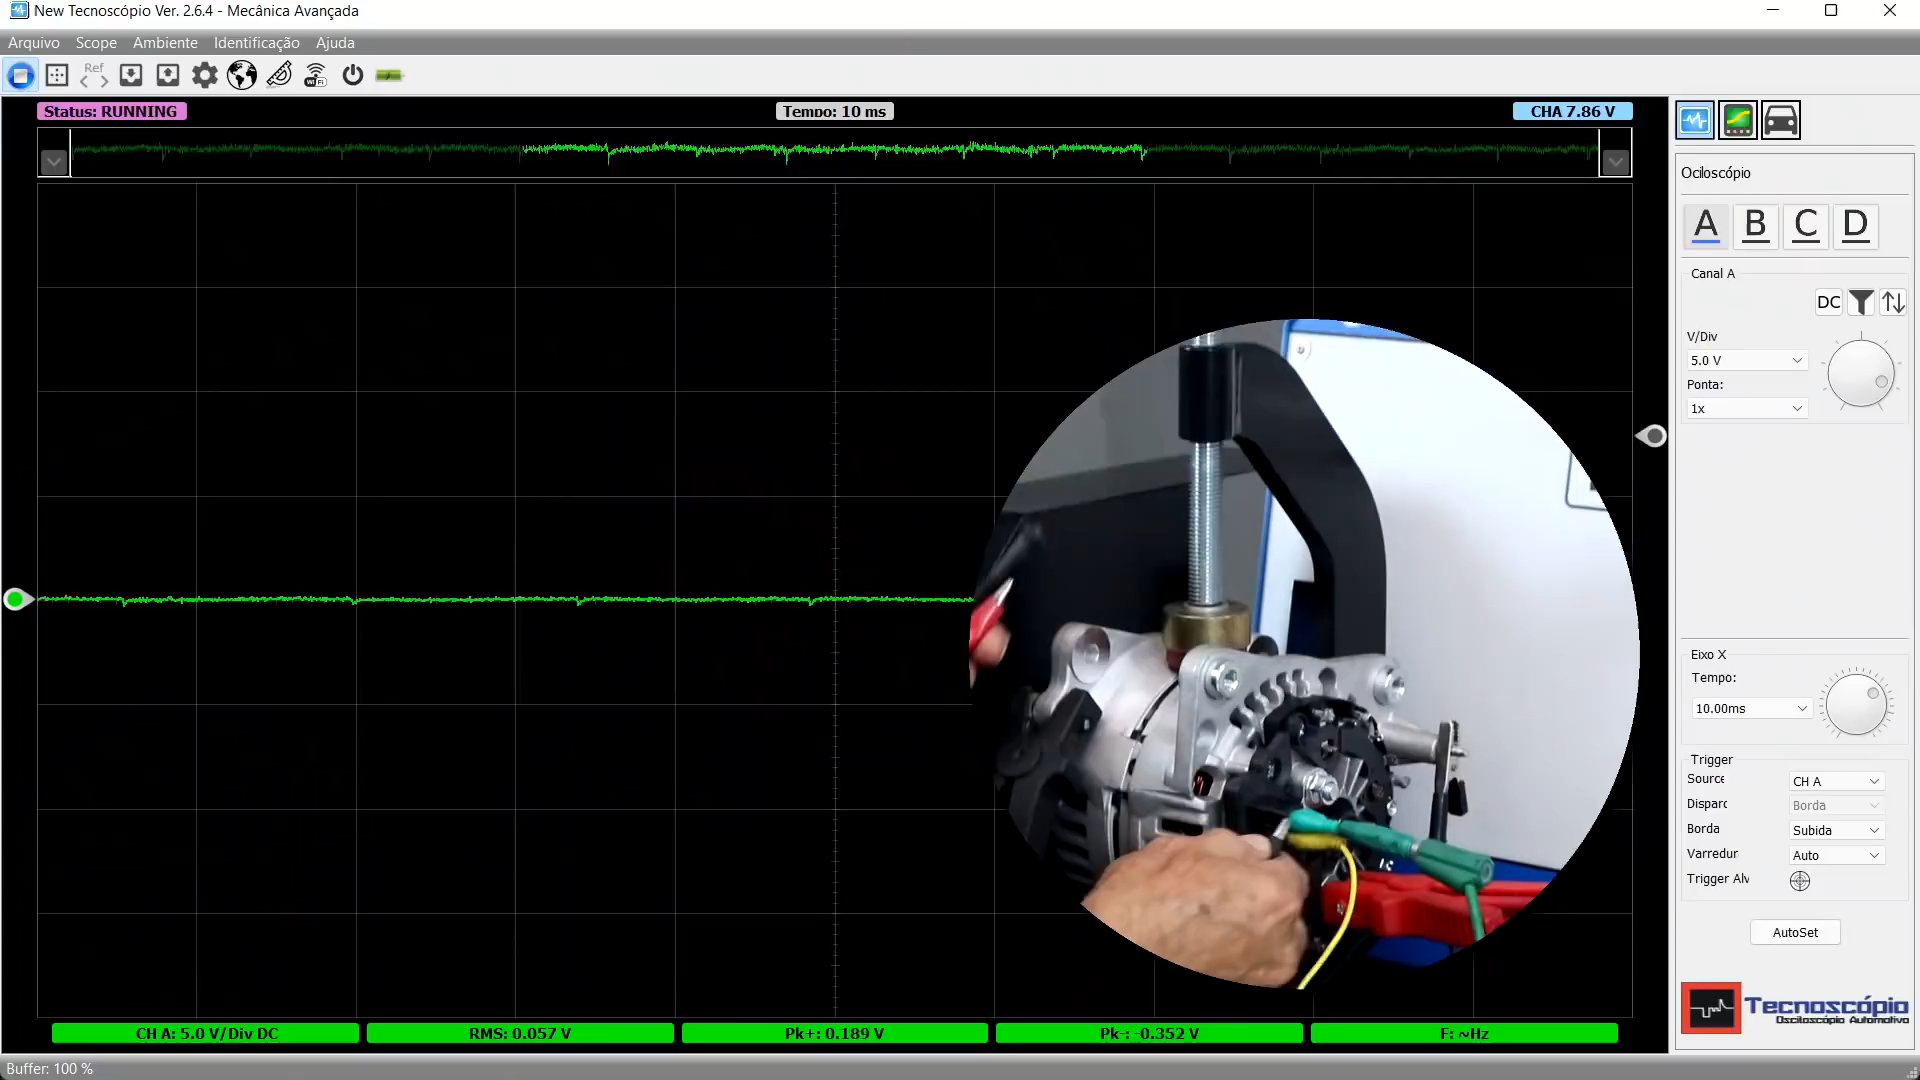 New Tecnoscópio Ver. 2.6.4 - Mecânica Avançada
Arquivo Scope Ambiente Identificação Ajuda
Ref
WiFi
Status: RUNNING
Tempo: 10 ms
CHA 7.86 V
Ociloscópio
A B C D
Canal A
DC
V/Div
5.0 V
Ponta:
1x
Eixo X
Tempo:
10.00ms
Trigger
Source CH A
Disparc Borda
Borda Subida
Varredur Auto
Trigger Alv
AutoSet
Tecnoscópio
Osciloscópio Automotivo
CH A: 5.0 V/Div DC
RMS: 0.057 V
Pk+: 0.189 V
Pk-: -0.352 V
F: ~Hz
Buffer: 100 %